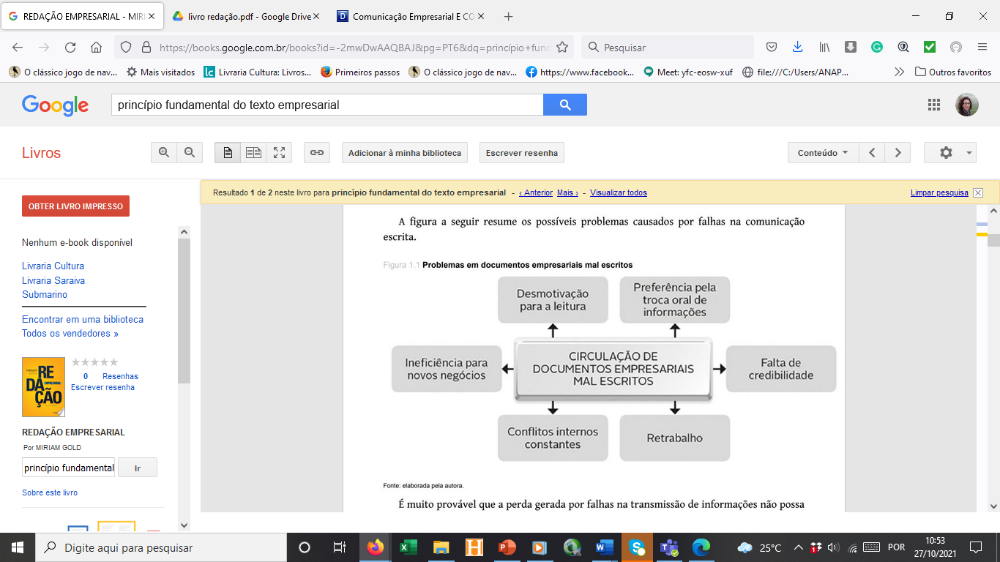 REDAÇÃO EMPRESARIAL - MIRI
livro redação.pdf - Google Drive
Comunicação Empresarial E CO
https://books.google.com.br/books?id=-2mwDwAAQBAJ&pg=PT6&dq=princípio+func
Pesquisar
O clássico jogo de nav...
Mais visitados
Livraria Cultura: Livros...
Primeiros passos
O clássico jogo de nav...
https://www.facebook...
Meet: yfc-eosw-xuf
file:///C:/Users/ANAP...
Outros favoritos
Google
princípio fundamental do texto empresarial
Livros
Adicionar à minha biblioteca
Escrever resenha
Conteúdo
OBTER LIVRO IMPRESSO
Nenhum e-book disponível
Livraria Cultura
Livraria Saraiva
Submarino
Encontrar em uma biblioteca
Todos os vendedores »
MIRIAM GOLD
REDAÇÃO
EMPRESARIAL
0 Resenhas
Escrever resenha
REDAÇÃO EMPRESARIAL
Por MIRIAM GOLD
princípio fundamental
Ir
Sobre este livro
Resultado 1 de 2 neste livro para princípio fundamental do texto empresarial - ‹ Anterior Mais › - Visualizar todos
Limpar pesquisa
A figura a seguir resume os possíveis problemas causados por falhas na comunicação
escrita.
Figura 1.1 Problemas em documentos empresariais mal escritos
Desmotivação
para a leitura
Preferência pela
troca oral de
informações
Ineficiência para
novos negócios
CIRCULAÇÃO DE
DOCUMENTOS EMPRESARIAIS
MAL ESCRITOS
Falta de
credibilidade
Conflitos internos
constantes
Retrabalho
Fonte: elaborada pela autora.
É muito provável que a perda gerada por falhas na transmissão de informações não possa
Digite aqui para pesquisar
25°C
POR
10:53
27/10/2021